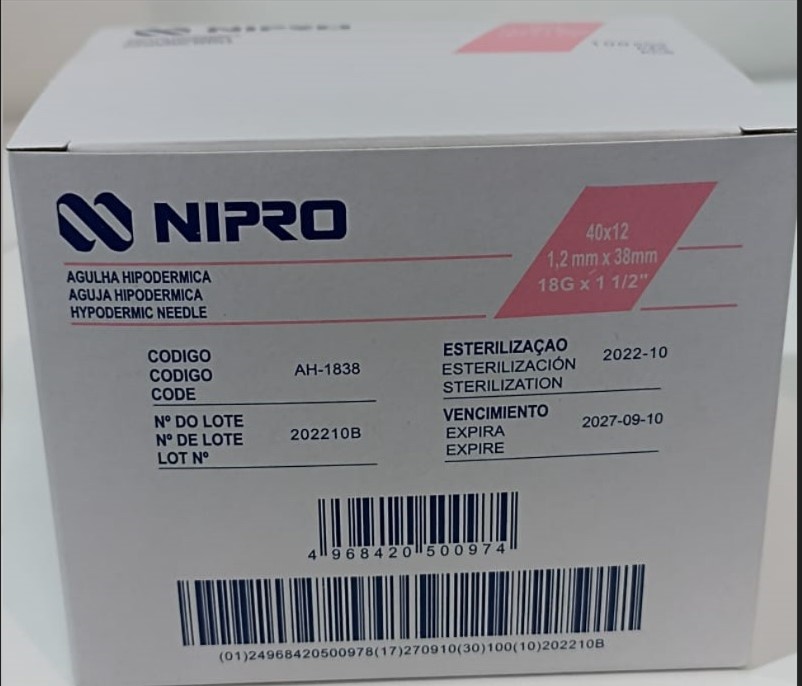 NIPRO
NIPRO
40x12
1,2 mm x 38mm
18G x 1 1/2"
AGULHA HIPODERMICA
AGUJA HIPODERMICA
HYPODERMIC NEEDLE
CODIGO
CODIGO
CODE
AH-1838
ESTERILIZAÇAO
ESTERILIZACIÓN
STERILIZATION
2022-10
Nº DO LOTE
Nº DE LOTE
LOT Nº
202210B
VENCIMIENTO
EXPIRA
EXPIRE
2027-09-10
4 968420 500974
(01)24968420500978(17)270910(30)100(10)202210B